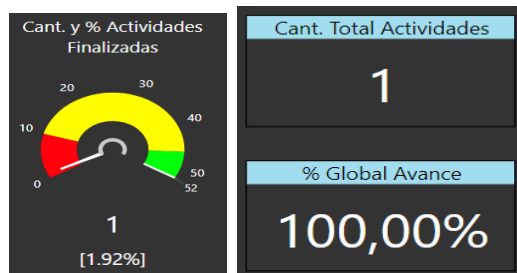 Cant. y % Actividades
Finalizadas
20
30
10
40
0
50
52
1
[1.92%]
Cant. Total Actividades
1
% Global Avance
100,00%